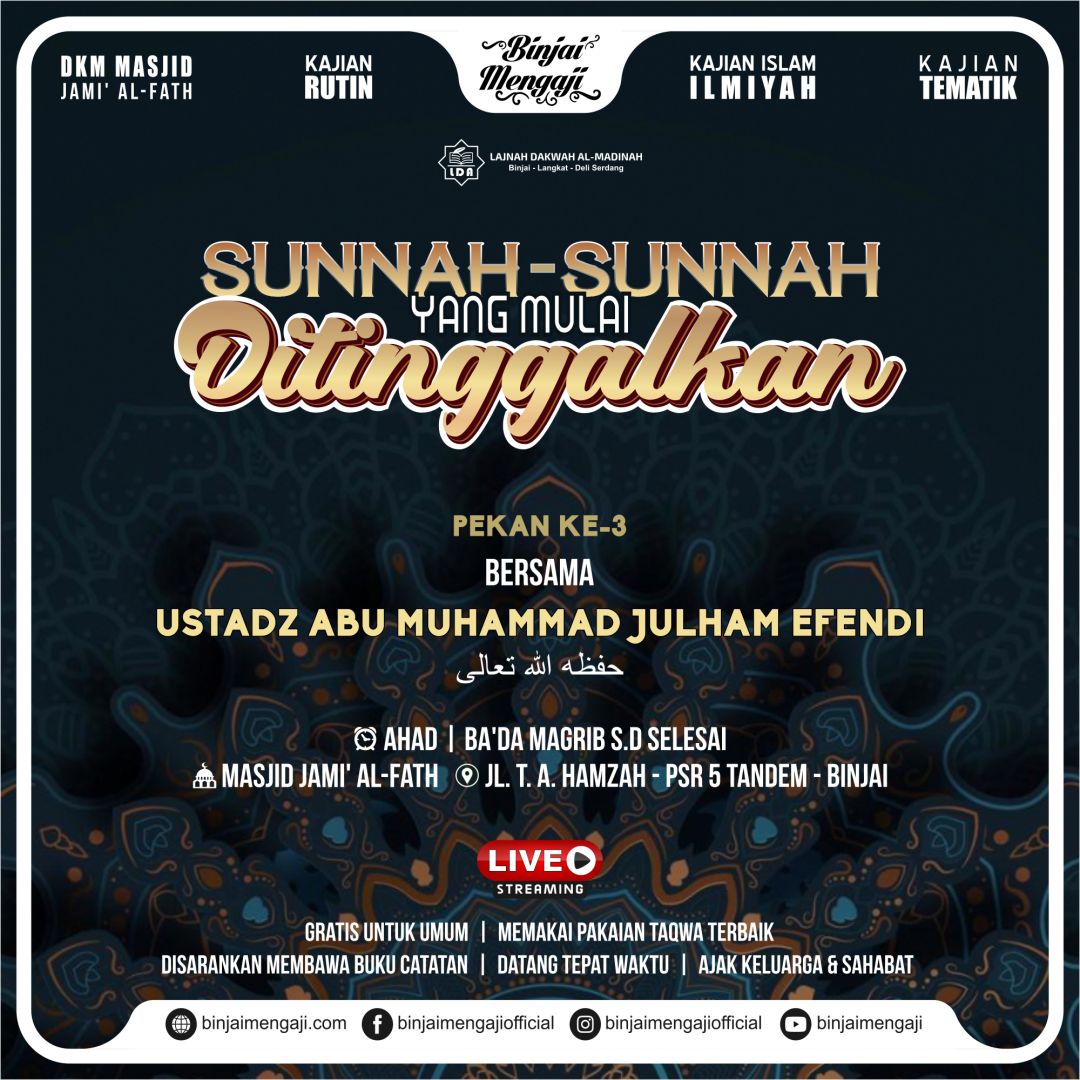 DKM MASJID
JAMI' AL-FATH
KAJIAN
RUTIN
Binjai
Mengaji
KAJIAN ISLAM
ILMIYAH
KAJIAN
TEMATIK
LDA
LAJNAH DAKWAH AL-MADINAH
Binjai - Langkat - Deli Serdang
SUNNAH-SUNNAH
YANG MULAI
Ditinggalkan
PEKAN KE-3
BERSAMA
USTADZ ABU MUHAMMAD JULHAM EFENDI
حفظه الله تعالى
AHAD | BA'DA MAGRIB S.D SELESAI
MASJID JAMI' AL-FATH JL. T. A. HAMZAH - PSR 5 TANDEM - BINJAI
LIVE
STREAMING
GRATIS UNTUK UMUM | MEMAKAI PAKAIAN TAQWA TERBAIK
DISARANKAN MEMBAWA BUKU CATATAN | DATANG TEPAT WAKTU | AJAK KELUARGA & SAHABAT
binjaimengaji.com binjaimengajiofficial binjaimengajiofficial binjaimengaji